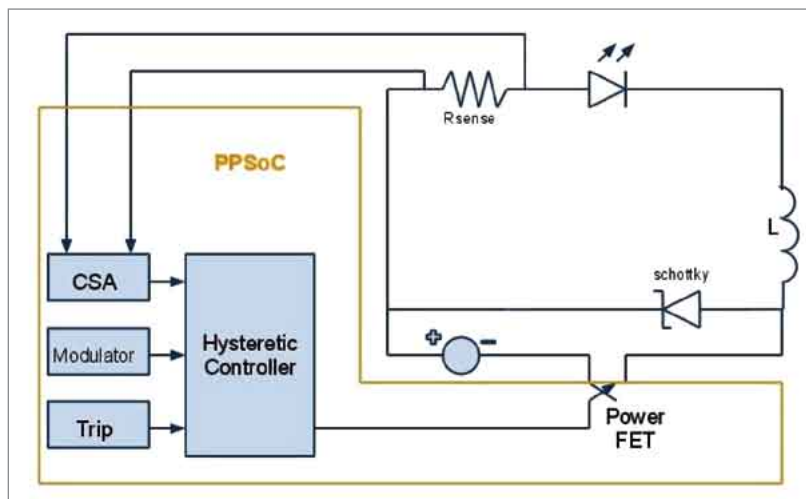 Rsense
PPSoC
L
CSA
schottky
Modulator
Hysteretic
Controller
+
–
Trip
Power
FET